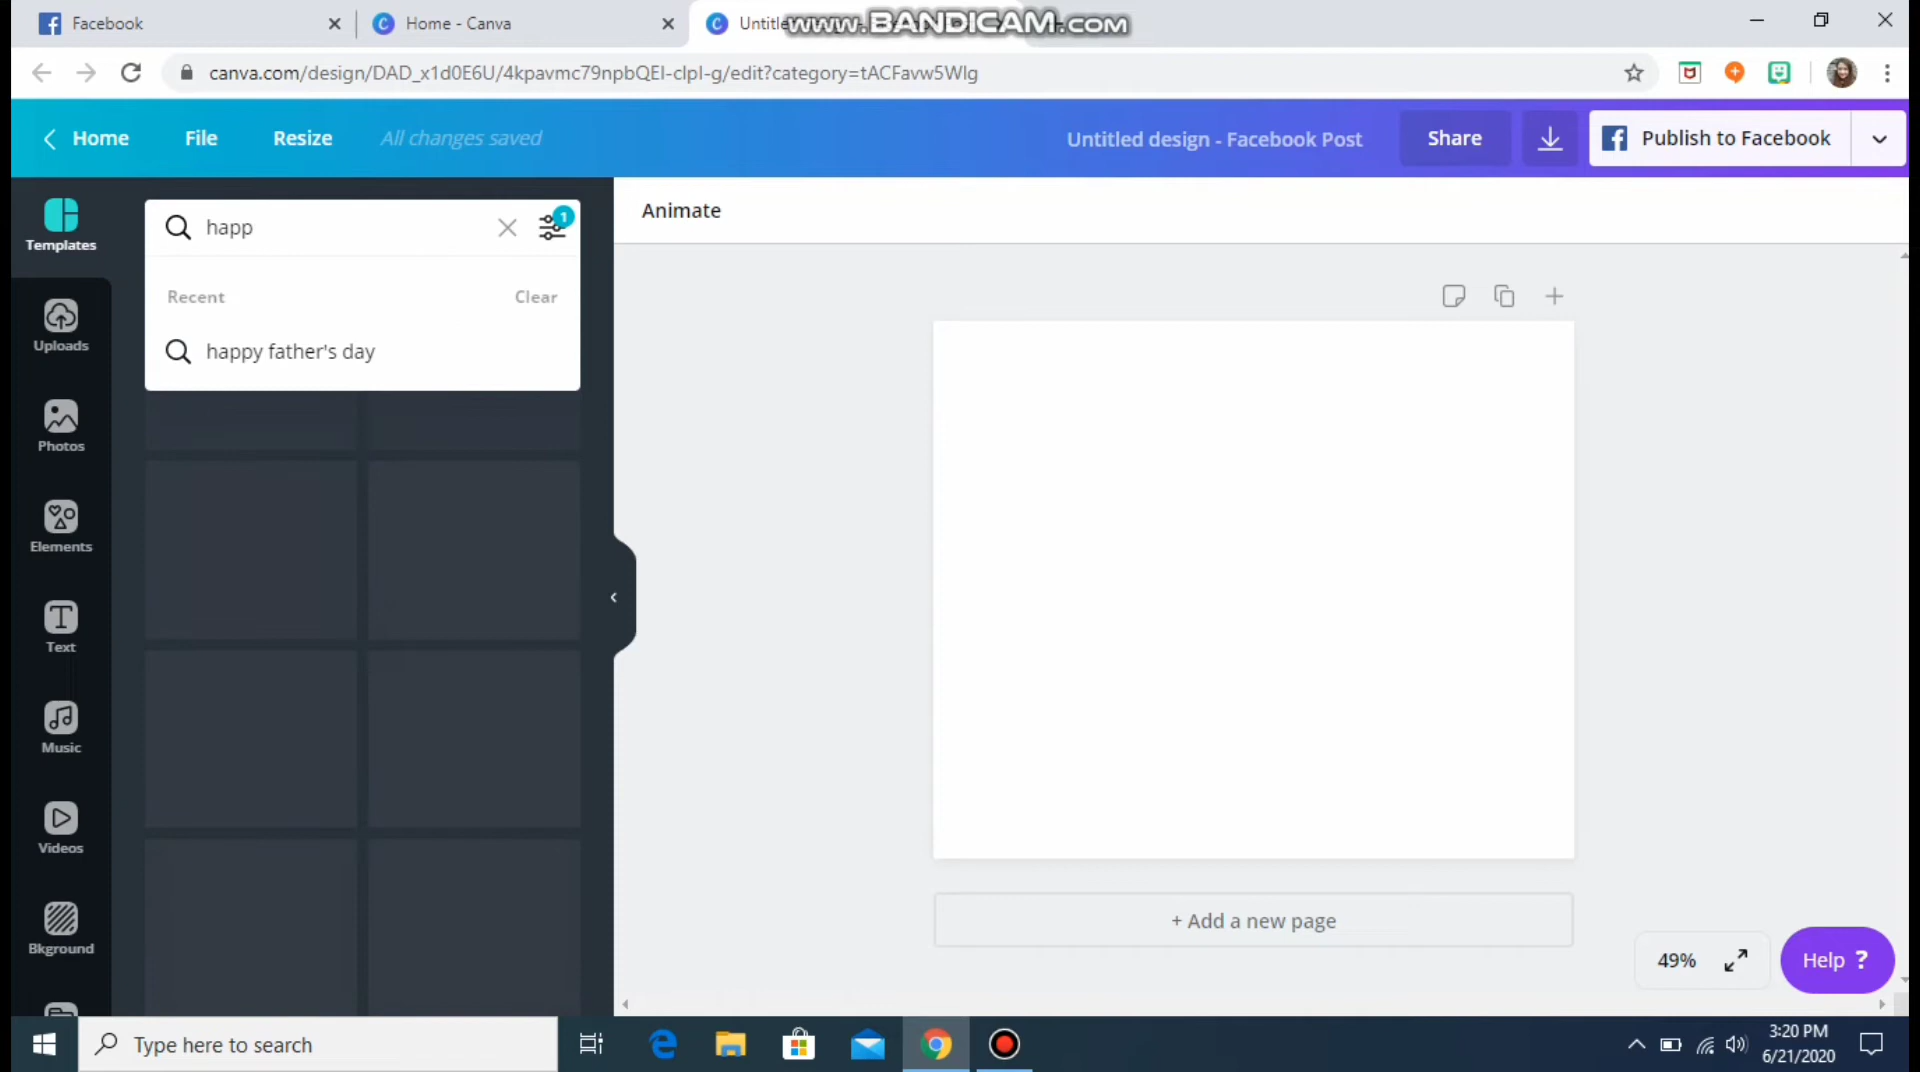 Facebook
Home - Canva
Untitl
www.BANDICAM.com
canva.com/design/DAD_x1d0E6U/4kpavmc79npbQEI-clpI-g/edit?category=tACFavw5WIg
Home
File
Resize
All changes saved
Untitled design - Facebook Post
Share
Publish to Facebook
Templates
happ
1
Animate
Recent
Clear
happy father's day
Uploads
Photos
Elements
Text
Music
Videos
Bkground
+ Add a new page
49%
Help ?
Type here to search
3:20 PM
6/21/2020